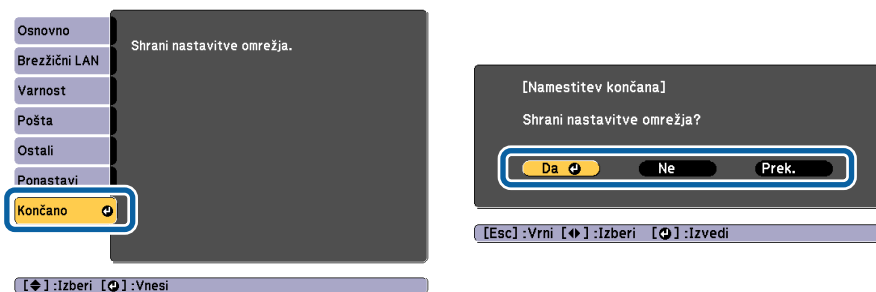 Osnovno
Brezžični LAN
Varnost
Pošta
Ostali
Ponastavi
Končano
Shrani nastavitve omrežja.
[ ] :Izberi [ ] :Vnesi
[Namestitev končana]
Shrani nastavitve omrežja?
Da Ne Prek.
[Esc] :Vrni [ ] :Izberi [ ] :Izvedi